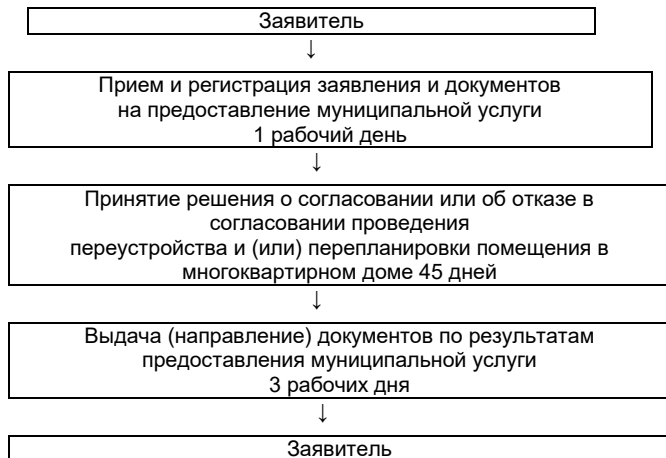 Заявитель
↓
Прием и регистрация заявления и документов
на предоставление муниципальной услуги
1 рабочий день
↓
Принятие решения о согласовании или об отказе в
согласовании проведения
переустройства и (или) перепланировки помещения в
многоквартирном доме 45 дней
↓
Выдача (направление) документов по результатам
предоставления муниципальной услуги
3 рабочих дня
↓
Заявитель